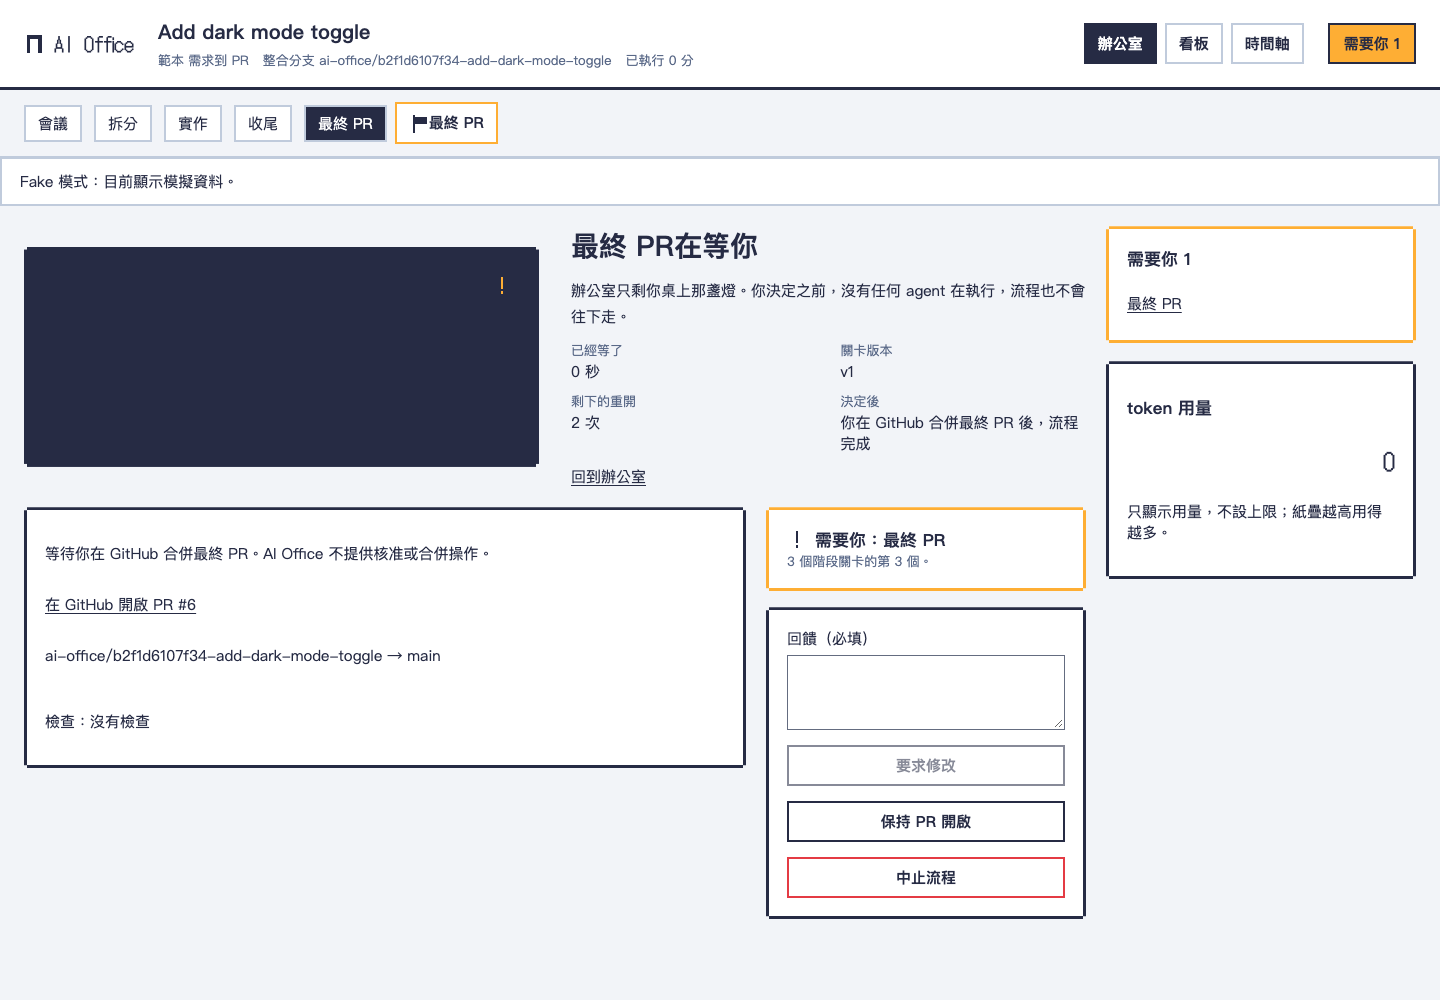 AI Office
Add dark mode toggle
範本 需求到 PR 整合分支 ai-office/b2f1d6107f34-add-dark-mode-toggle 已執行 0 分
辦公室
看板
時間軸
需要你 1
會議
拆分
實作
收尾
最終 PR
最終 PR
Fake 模式：目前顯示模擬資料。
!
最終 PR在等你
辦公室只剩你桌上那盞燈。你決定之前，沒有任何 agent 在執行，流程也不會
往下走。
已經等了
0 秒
關卡版本
v1
剩下的重開
2 次
決定後
你在 GitHub 合併最終 PR 後，流程
完成
回到辦公室
需要你 1
最終 PR
token 用量
0
只顯示用量，不設上限；紙疊越高用得
越多。
等待你在 GitHub 合併最終 PR。AI Office 不提供核准或合併操作。
在 GitHub 開啟 PR #6
ai-office/b2f1d6107f34-add-dark-mode-toggle → main
檢查：沒有檢查
! 需要你：最終 PR
3 個階段關卡的第 3 個。
回饋（必填）
要求修改
保持 PR 開啟
中止流程